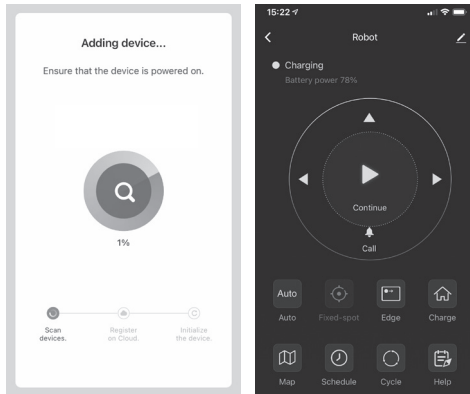 Adding device...
Ensure that the device is powered on.
1%
Scan
devices.
Register
on Cloud.
Initialize
the device.
15:22
Robot
Charging
Battery power 78%
Continue
Call
Auto
Auto
Fixed-spot
Edge
Charge
Map
Schedule
Cycle
Help